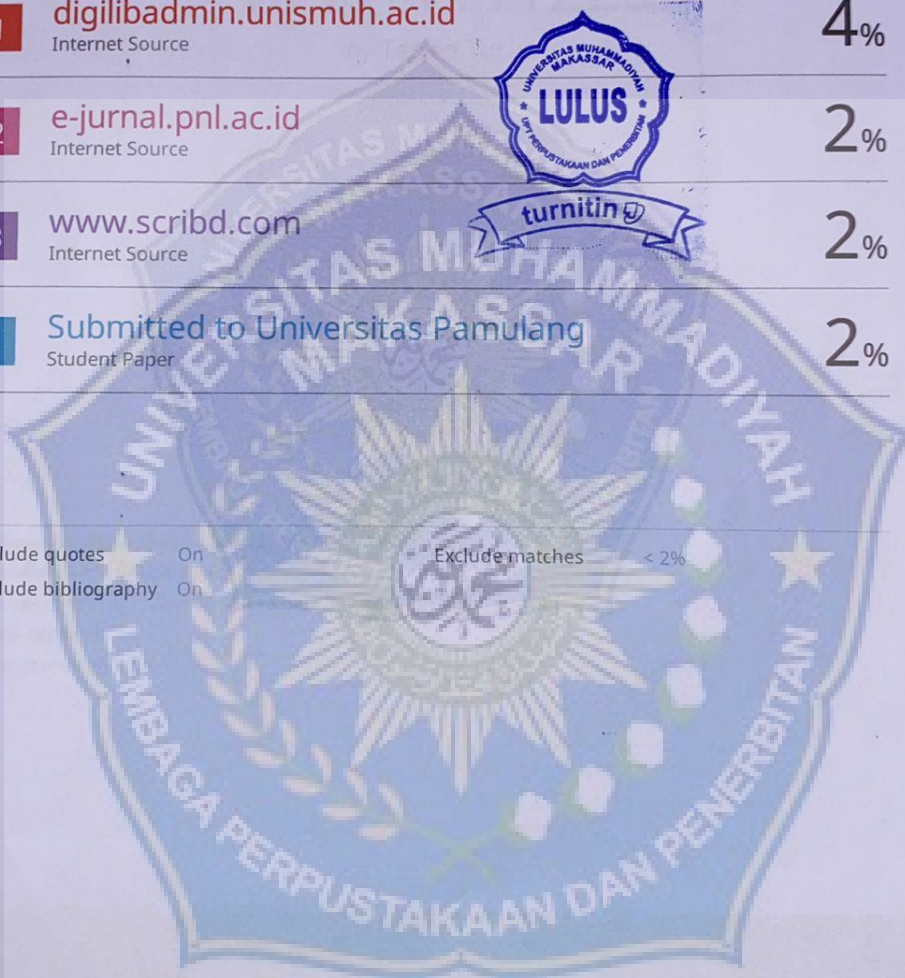 digilibadmin.unismuh.ac.id
Internet Source
4%
UNIVERSITAS MUHAMMADIYAH
MAKASSAR
LULUS
UPT PERPUSTAKAAN DAN PENERBITAN
turnitin
2
e-jurnal.pnl.ac.id
Internet Source
2%
www.scribd.com
Internet Source
2%
Submitted to Universitas Pamulang
Student Paper
2%
UNIVERSITAS MUHAMMADIYAH
MAKASSAR
lude quotes On
Exclude matches < 2%
lude bibliography On
LEMBAGA PERPUSTAKAAN DAN PENERBITAN